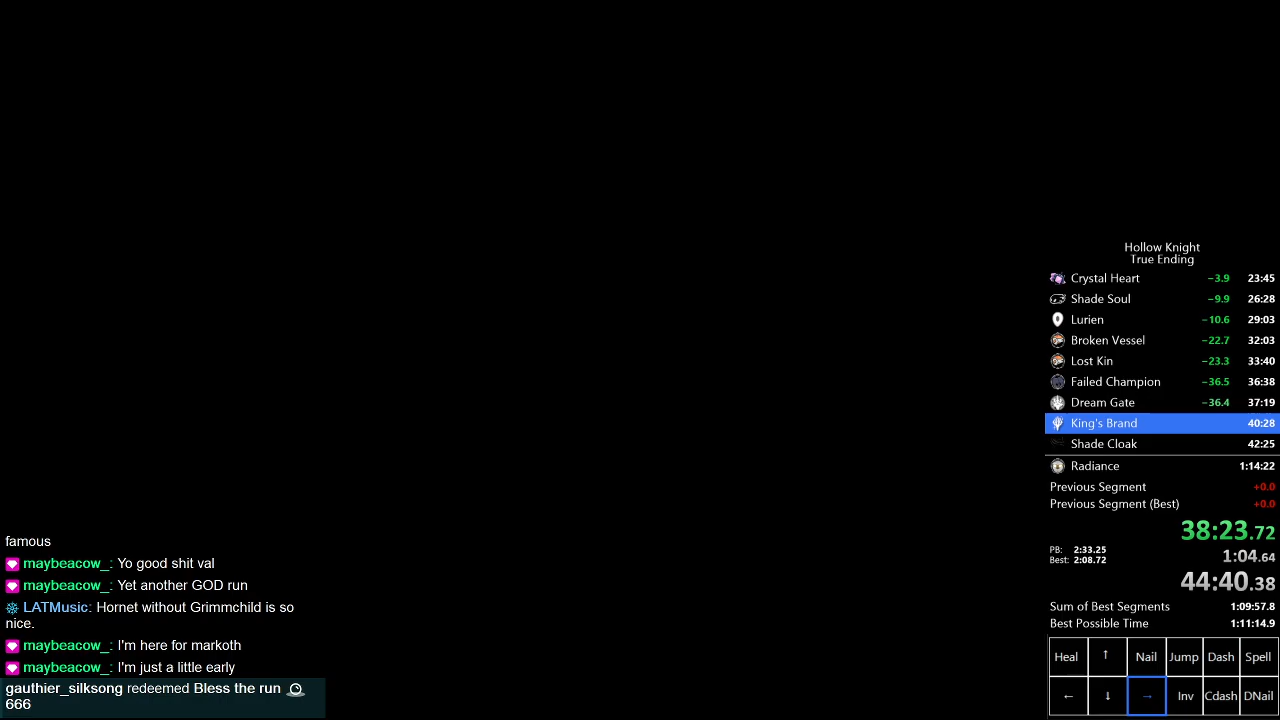 Hollow Knight
True Ending
Crystal Heart −3.9 23:45
Shade Soul −9.9 26:28
Lurien −10.6 29:03
Broken Vessel −22.7 32:03
Lost Kin −23.3 33:40
Failed Champion −36.5 36:38
Dream Gate −36.4 37:19
King's Brand 40:28
Shade Cloak 42:25
Radiance 1:14:22
Previous Segment +0.0
Previous Segment (Best) +0.0
38:23.72
PB: 2:33.25
Best: 2:08.72
1:04.64
44:40.38
Sum of Best Segments 1:09:57.8
Best Possible Time 1:11:14.9
Heal ↑ Nail Jump Dash Spell
← ↓ → Inv Cdash DNail
famous
maybeacow_: Yo good shit val
maybeacow_: Yet another GOD run
LATMusic: Hornet without Grimmchild is so
nice.
maybeacow_: I'm here for markoth
maybeacow_: I'm just a little early
gauthier_silksong redeemed Bless the run
666